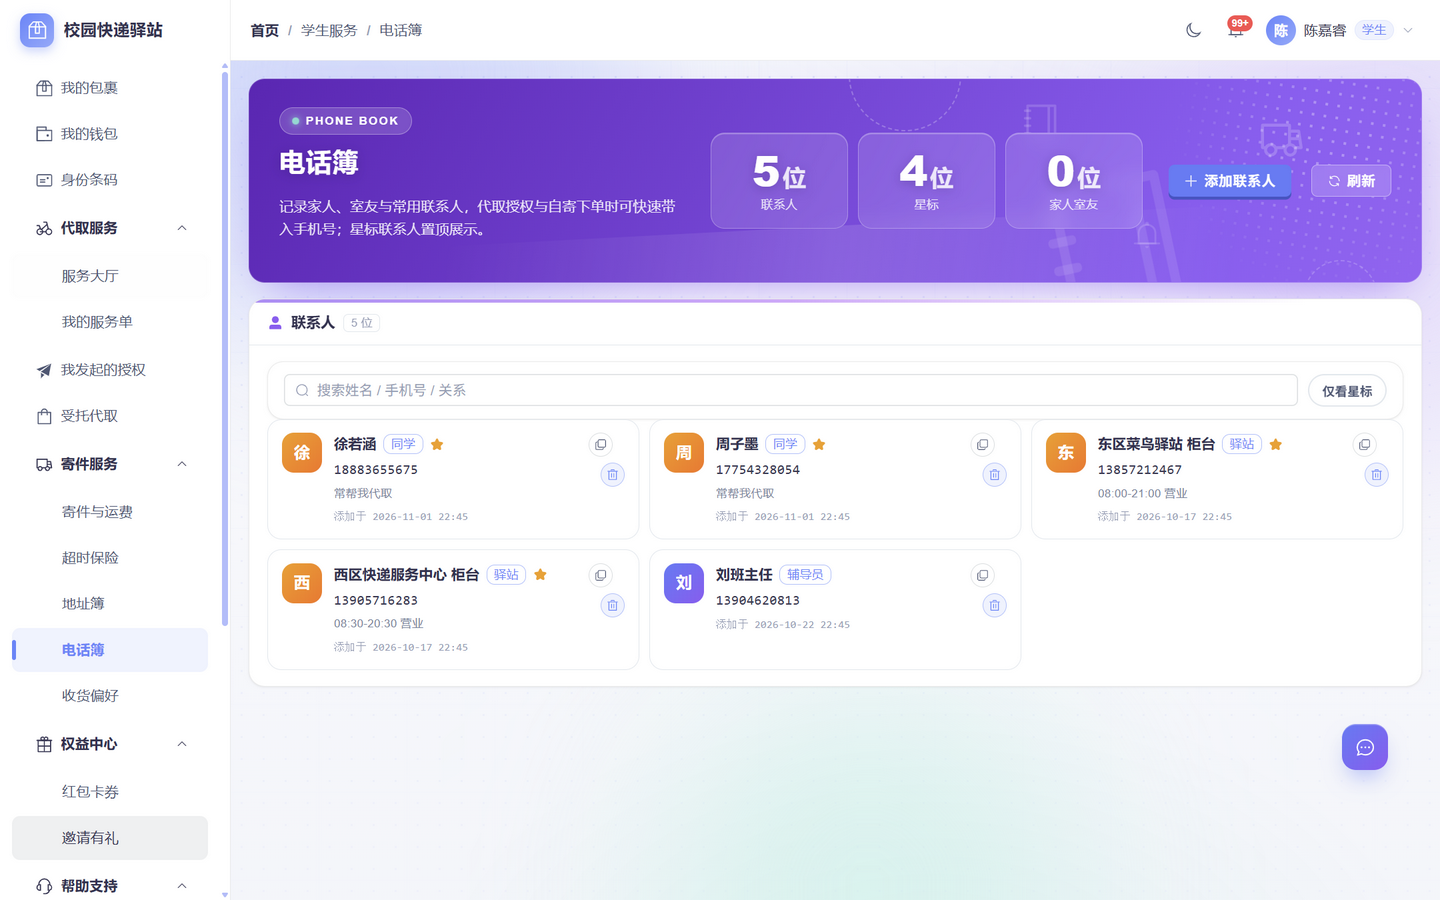 校园快递驿站
首页 / 学生服务 / 电话簿
99+
陈
陈嘉睿
学生
我的包裹
我的钱包
身份条码
代取服务
服务大厅
我的服务单
我发起的授权
受托代取
寄件服务
寄件与运费
超时保险
地址簿
电话簿
收货偏好
权益中心
红包卡券
邀请有礼
帮助支持
PHONE BOOK
电话簿
记录家人、室友与常用联系人，代取授权与自寄下单时可快速带
入手机号；星标联系人置顶展示。
5位
联系人
4位
星标
0位
家人室友
添加联系人
刷新
联系人 5 位
搜索姓名 / 手机号 / 关系
仅看星标
徐
徐若涵 同学
18883655675
常帮我代取
添加于 2026-11-01 22:45
周
周子墨 同学
17754328054
常帮我代取
添加于 2026-11-01 22:45
东
东区菜鸟驿站 柜台 驿站
13857212467
08:00-21:00 营业
添加于 2026-10-17 22:45
西
西区快递服务中心 柜台 驿站
13905716283
08:30-20:30 营业
添加于 2026-10-17 22:45
刘
刘班主任 辅导员
13904620813
添加于 2026-10-22 22:45